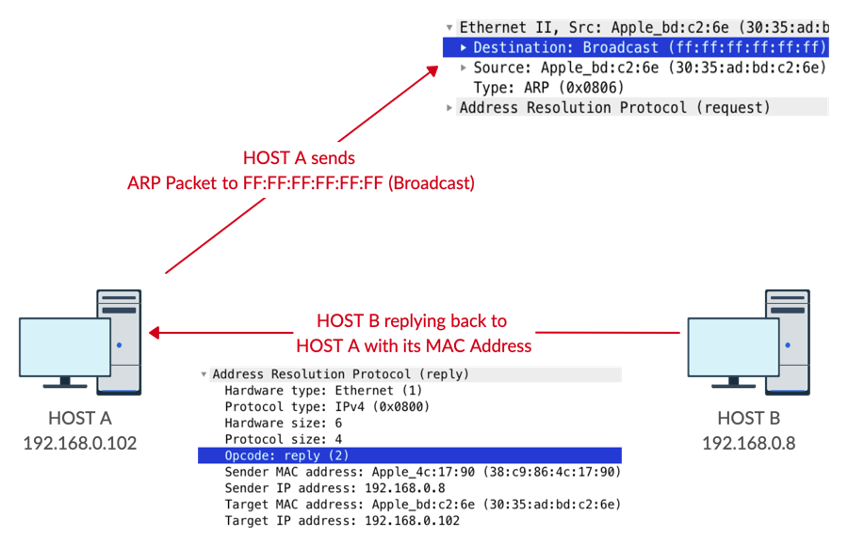 Ethernet II, Src: Apple_bd:c2:6e (30:35:ad:b
Destination: Broadcast (ff:ff:ff:ff:ff:ff)
Source: Apple_bd:c2:6e (30:35:ad:bd:c2:6e)
Type: ARP (0x0806)
Address Resolution Protocol (request)
HOST A sends
ARP Packet to FF:FF:FF:FF:FF:FF (Broadcast)
HOST B replying back to
HOST A with its MAC Address
Address Resolution Protocol (reply)
Hardware type: Ethernet (1)
Protocol type: IPv4 (0x0800)
Hardware size: 6
Protocol size: 4
Opcode: reply (2)
Sender MAC address: Apple_4c:17:90 (38:c9:86:4c:17:90)
Sender IP address: 192.168.0.8
Target MAC address: Apple_bd:c2:6e (30:35:ad:bd:c2:6e)
Target IP address: 192.168.0.102
HOST A
192.168.0.102
HOST B
192.168.0.8